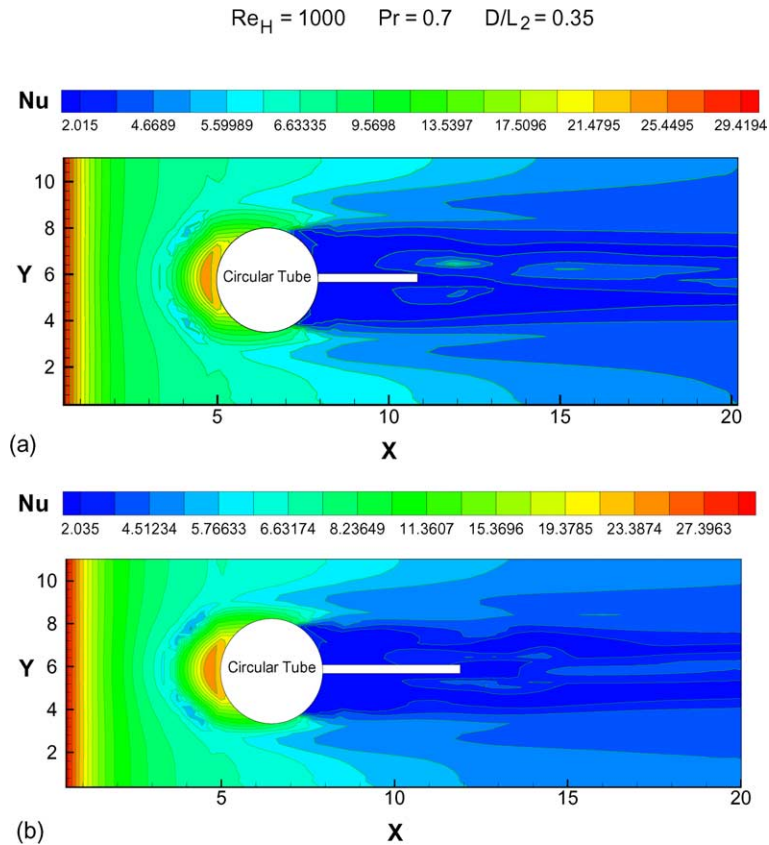 Re_H = 1000 Pr = 0.7 D/L_2 = 0.35
Nu
2.015 4.6689 5.59989 6.63335 9.5698 13.5397 17.5096 21.4795 25.4495 29.4194
10
8
Y 6
4
2
Circular Tube
5 10 15 20
(a)
X
Nu
2.035 4.51234 5.76633 6.63174 8.23649 11.3607 15.3696 19.3785 23.3874 27.3963
10
8
Y 6
4
2
Circular Tube
5 10 15 20
(b)
X